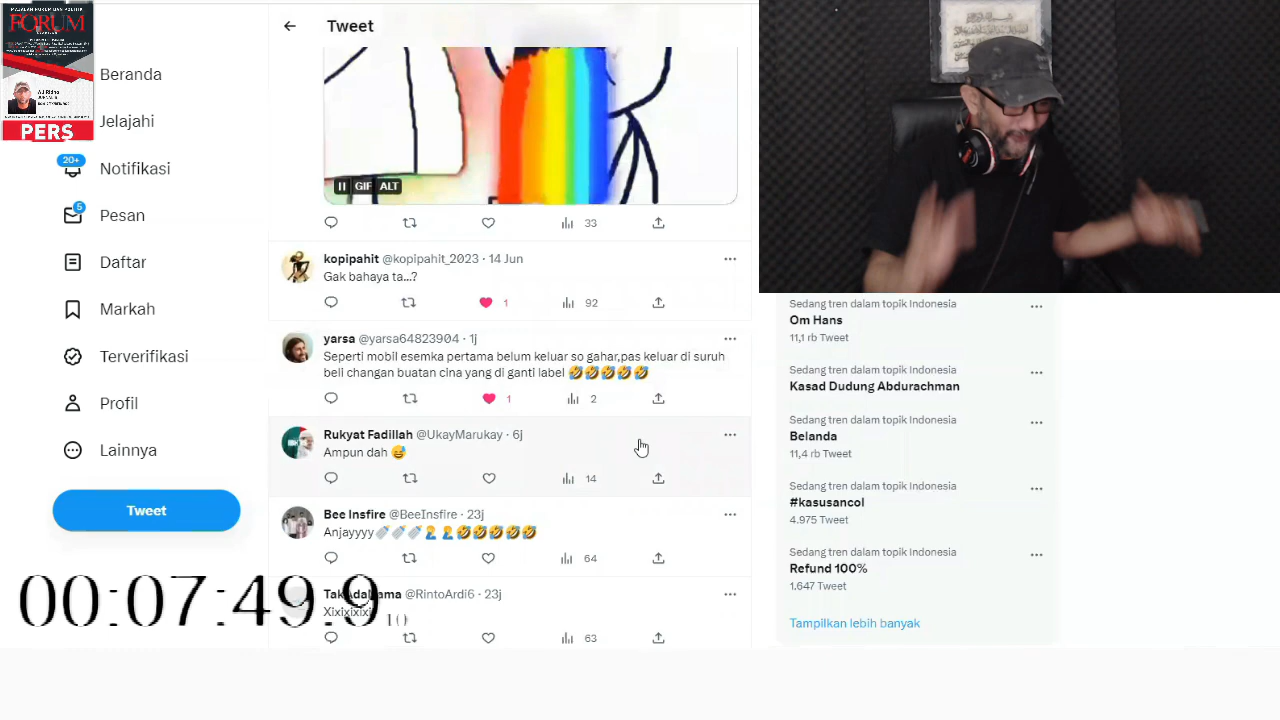 FORUM
AJ Ridho
PERS
Beranda
Jelajahi
20+
Notifikasi
5
Pesan
Daftar
Markah
Terverifikasi
Profil
Lainnya
Tweet
Tweet
GIF ALT
33
kopipahit @kopipahit_2023 · 14 Jun
Gak bahaya ta...?
1 92
yarsa @yarsa64823904 · 1j
Seperti mobil esemka pertama belum keluar so gahar,pas keluar di suruh
beli changan buatan cina yang di ganti label 🤣🤣🤣🤣🤣
1 2
Rukyat Fadillah @UkayMarukay · 6j
Ampun dah 😅
14
Bee Insfire @BeeInsfire · 23j
Anjayyyy🍼🍼🍼🤦‍♂️🤦‍♂️🤣🤣🤣🤣🤣
64
@RintoArdi6 · 23j
63
Sedang tren dalam topik Indonesia
Om Hans
11,1 rb Tweet
Sedang tren dalam topik Indonesia
Kasad Dudung Abdurachman
Sedang tren dalam topik Indonesia
Belanda
11,4 rb Tweet
Sedang tren dalam topik Indonesia
#kasusancol
4.975 Tweet
Sedang tren dalam topik Indonesia
Refund 100%
1.647 Tweet
Tampilkan lebih banyak
00:07:49.9